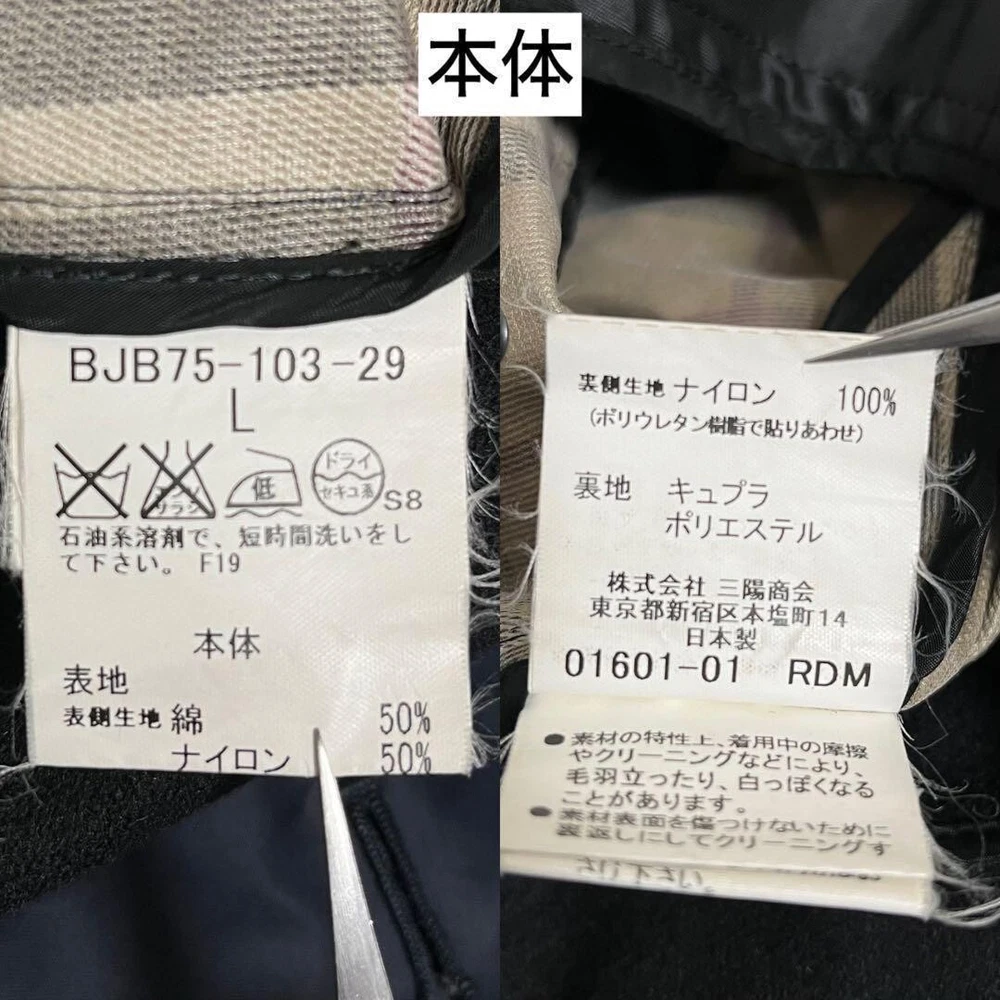 本体
BJB75-103-29
L
低
ドライ
セキユ系
S8
石油系溶剤で、短時間洗いをし
て下さい。 F19
本体
表地
表側生地 綿 50%
ナイロン 50%
裏側生地 ナイロン 100%
(ポリウレタン樹脂で貼りあわせ)
裏地 キュプラ
ポリエステル
株式会社 三陽商会
東京都新宿区本塩町14
日本製
01601-01 RDM
●素材の特性上、着用中の摩擦
やクリーニングなどにより、
毛羽立ったり、白っぽくなる
ことがあります。
●素材表面を傷つけないために
裏返しにしてクリーニングす